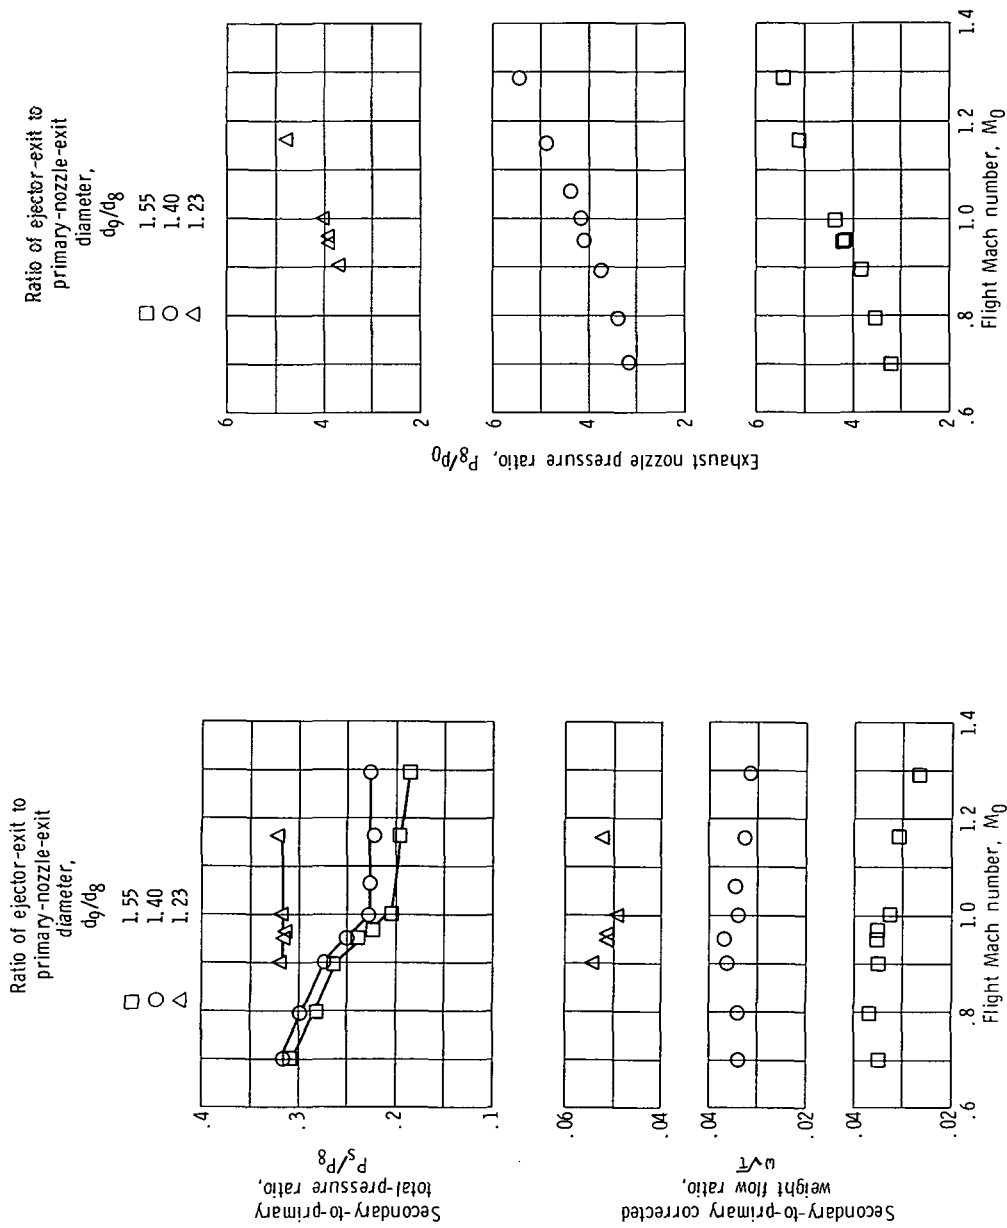 Ratio of ejector-exit to
primary-nozzle-exit
diameter,
d9/d8
□ 1.55
○ 1.40
△ 1.23
Secondary-to-primary
total-pressure ratio,
Ps/P8
.4
.3
.2
.1
Secondary-to-primary corrected
weight flow ratio,
ω√τ
.06
.04
.04
.02
.04
.02
.6
.8
1.0
1.2
1.4
Flight Mach number, M0
Ratio of ejector-exit to
primary-nozzle-exit
diameter,
d9/d8
□ 1.55
○ 1.40
△ 1.23
Exhaust nozzle pressure ratio, P8/p0
6
4
2
6
4
2
6
4
2
.6
.8
1.0
1.2
1.4
Flight Mach number, M0